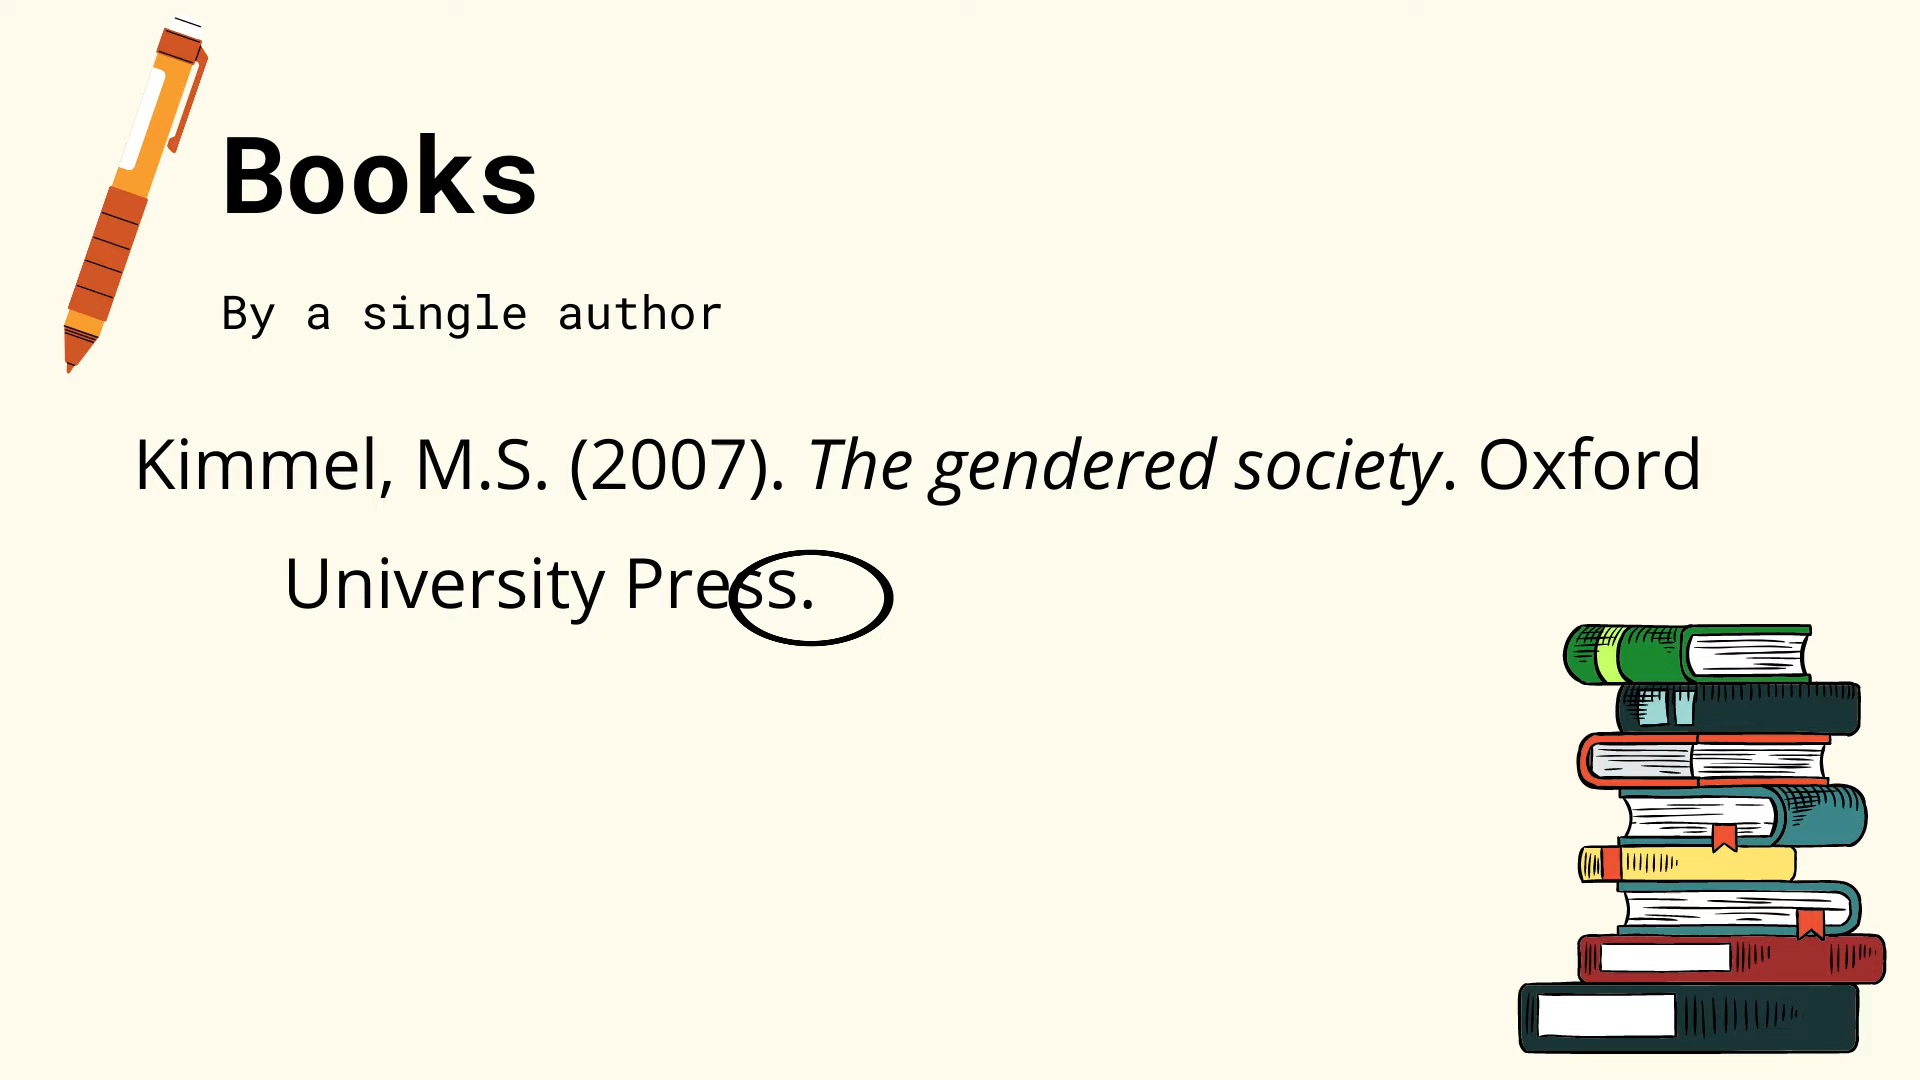 Books
By a single author
Kimmel, M.S. (2007). The gendered society. Oxford
University Press.